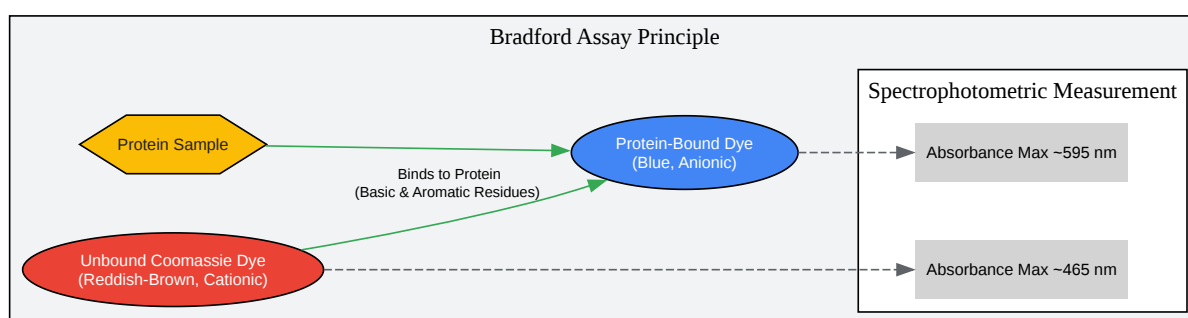 Bradford Assay Principle
Spectrophotometric Measurement
Protein Sample
Protein-Bound Dye
(Blue, Anionic)
Absorbance Max ~595 nm
Binds to Protein
(Basic & Aromatic Residues)
Unbound Coomassie Dye
(Reddish-Brown, Cationic)
Absorbance Max ~465 nm